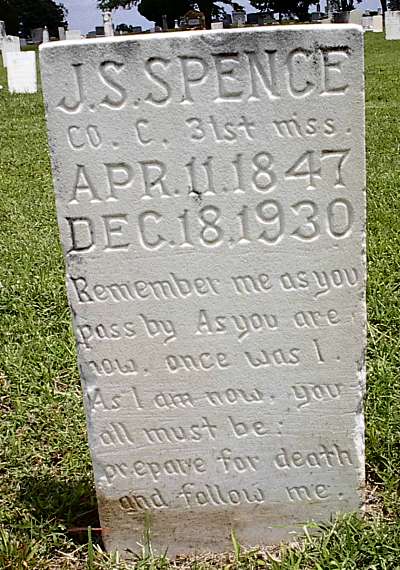 J.S. SPENCE
Co. C. 31st miss.
APR. 11. 1847
DEC. 18. 1930
Remember me as you
pass by As you are
now, once was I.
As I am now, you
all must be:
prepare for death
and follow me.